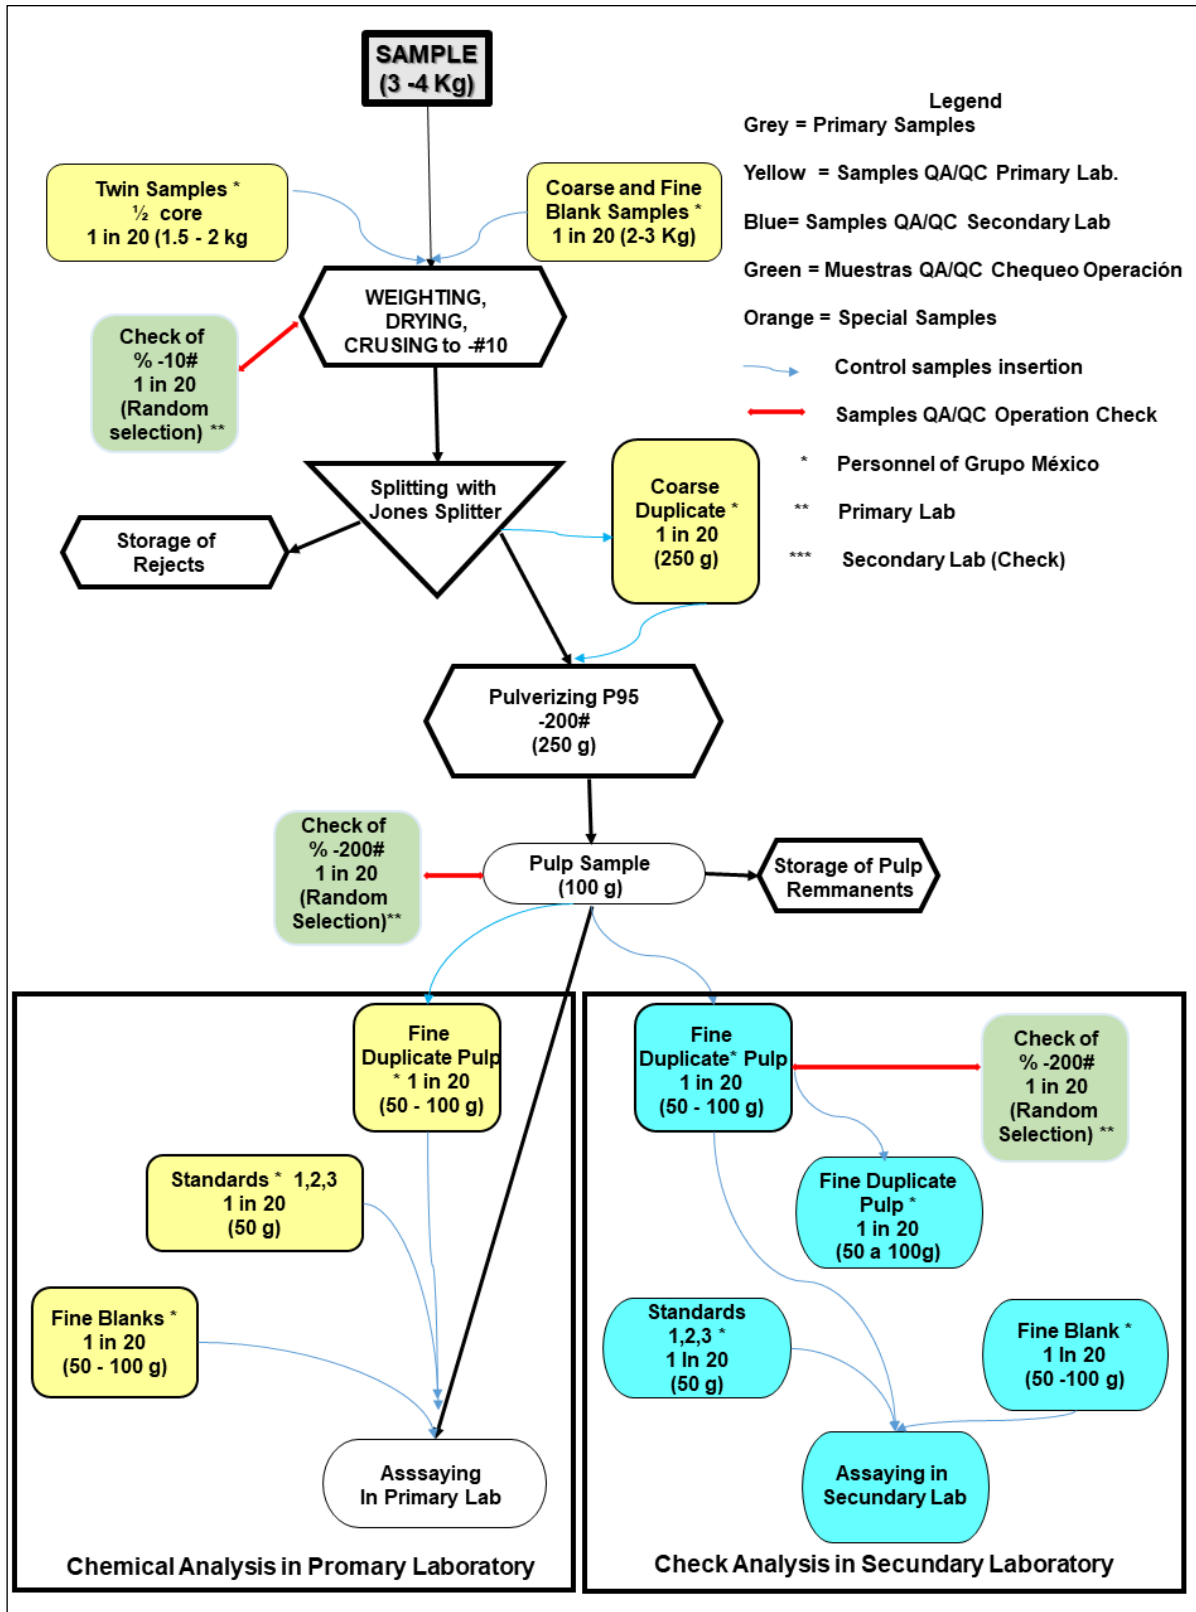 SAMPLE
(3 -4 Kg)
Legend
Grey = Primary Samples
Yellow = Samples QA/QC Primary Lab.
Blue= Samples QA/QC Secondary Lab
Green = Muestras QA/QC Chequeo Operación
Orange = Special Samples
Control samples insertion
Samples QA/QC Operation Check
* Personnel of Grupo México
** Primary Lab
*** Secondary Lab (Check)
Twin Samples *
½ core
1 in 20 (1.5 - 2 kg
Coarse and Fine
Blank Samples *
1 in 20 (2-3 Kg)
WEIGHTING,
DRYING,
CRUSING to -#10
Check of
% -10#
1 in 20
(Random
selection) **
Splitting with
Jones Splitter
Storage of
Rejects
Coarse
Duplicate *
1 in 20
(250 g)
Pulverizing P95
-200#
(250 g)
Check of
% -200#
1 in 20
(Random
Selection)**
Pulp Sample
(100 g)
Storage of Pulp
Remmanents
Fine
Duplicate Pulp
* 1 in 20
(50 - 100 g)
Standards * 1,2,3
1 in 20
(50 g)
Fine Blanks *
1 in 20
(50 - 100 g)
Asssaying
In Primary Lab
Chemical Analysis in Promary Laboratory
Fine
Duplicate* Pulp
1 in 20
(50 - 100 g)
Check of
% -200#
1 in 20
(Random
Selection) **
Fine Duplicate
Pulp *
1 in 20
(50 a 100g)
Standards
1,2,3 *
1 In 20
(50 g)
Fine Blank *
1 In 20
(50 -100 g)
Assaying in
Secundary Lab
Check Analysis in Secundary Laboratory